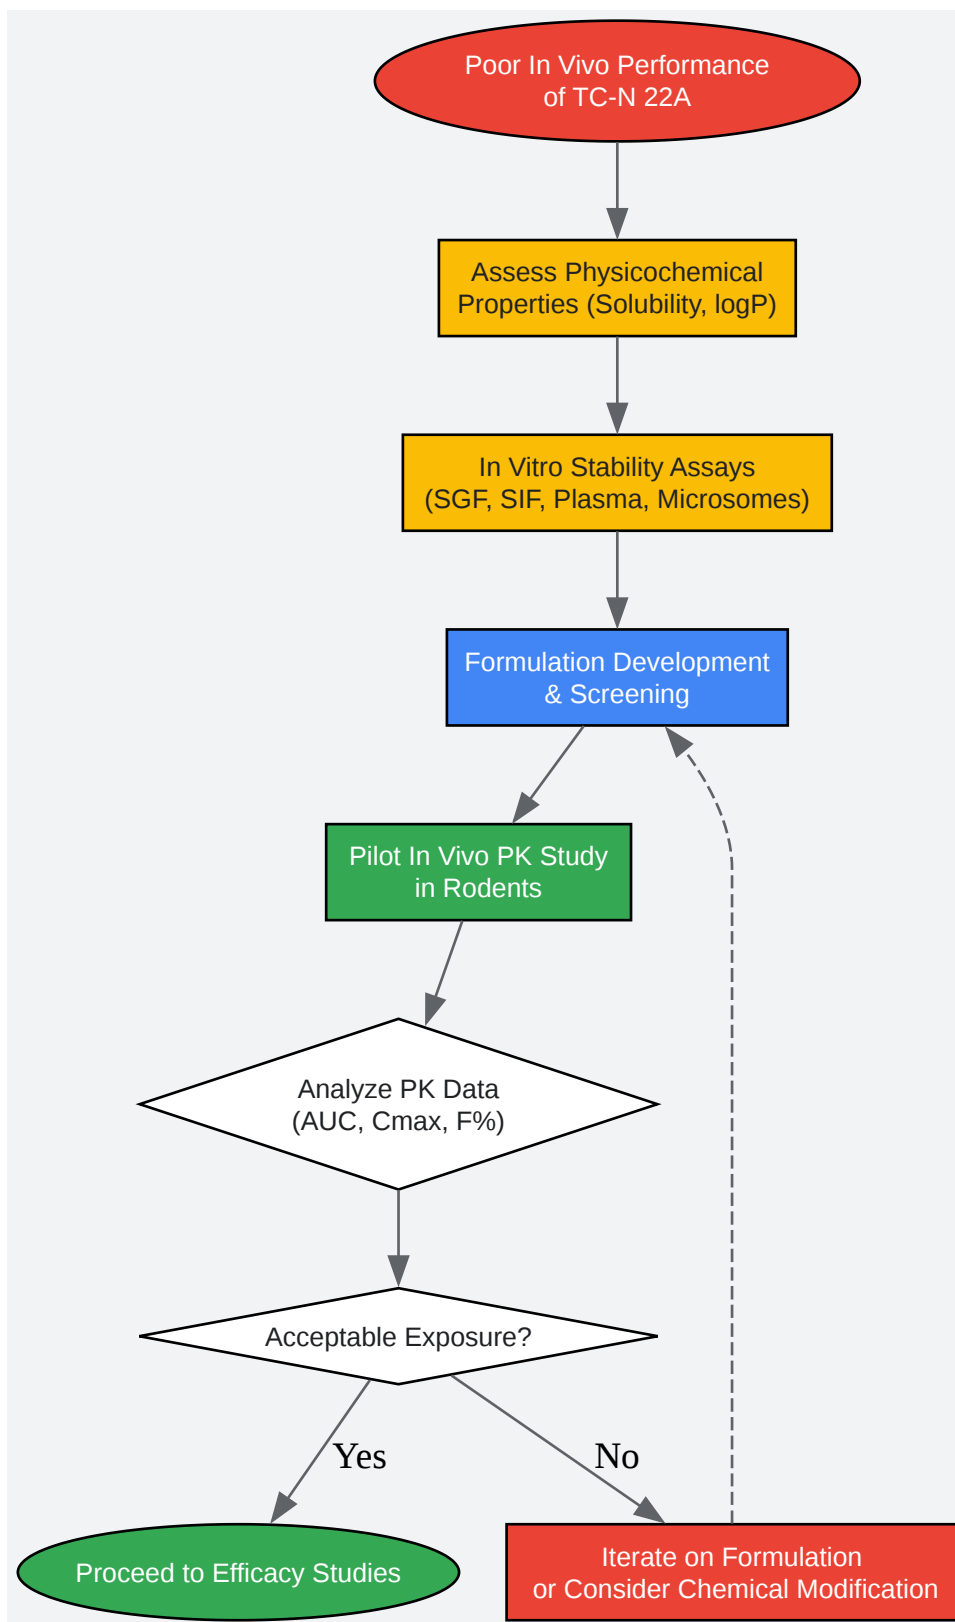 Poor In Vivo Performance
of TC-N 22A
Assess Physicochemical
Properties (Solubility, logP)
In Vitro Stability Assays
(SGF, SIF, Plasma, Microsomes)
Formulation Development
& Screening
Pilot In Vivo PK Study
in Rodents
Analyze PK Data
(AUC, Cmax, F%)
Acceptable Exposure?
Yes
No
Proceed to Efficacy Studies
Iterate on Formulation
or Consider Chemical Modification